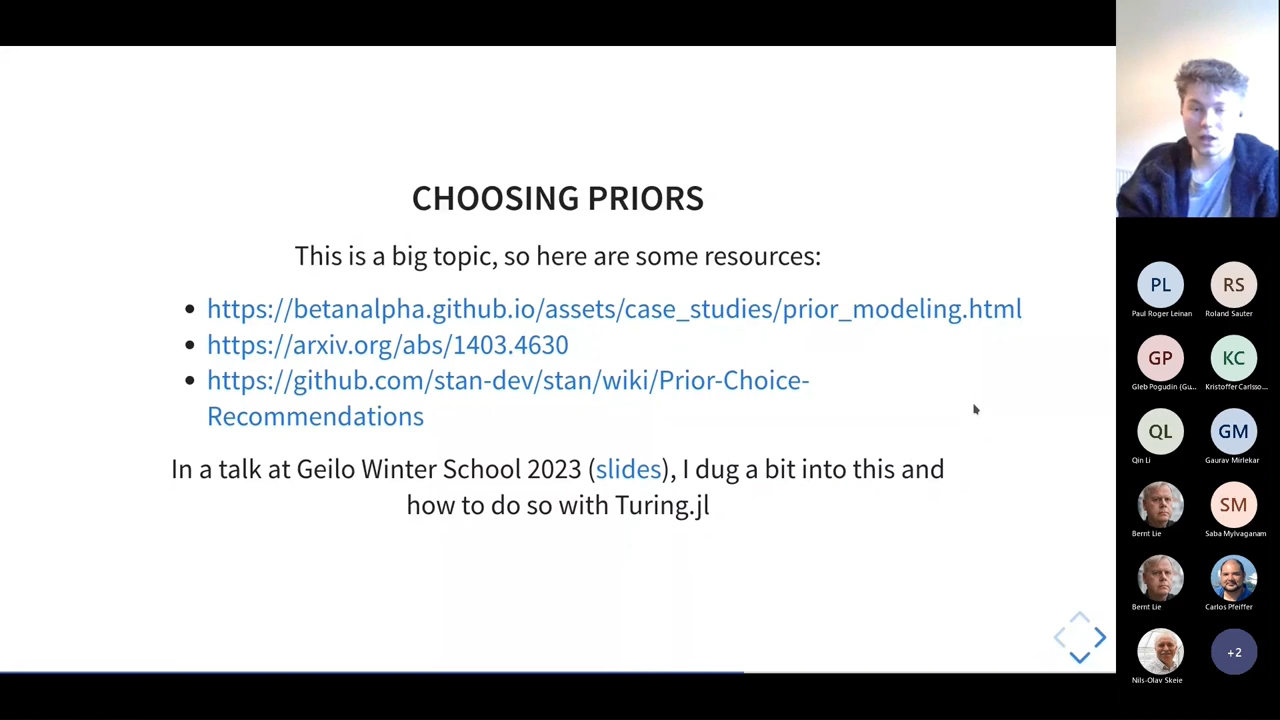 CHOOSING PRIORS
This is a big topic, so here are some resources:
https://betanalpha.github.io/assets/case_studies/prior_modeling.html
https://arxiv.org/abs/1403.4630
https://github.com/stan-dev/stan/wiki/Prior-Choice-
Recommendations
In a talk at Geilo Winter School 2023 (slides), I dug a bit into this and
how to do so with Turing.jl
PL
RS
Paul Roger Leinan
Roland Sauter
GP
KC
Gleb Pogudin (Gu...
Kristoffer Carlsso...
QL
GM
Qin Li
Gaurav Mirlekar
SM
Bernt Lie
Saba Mylvaganam
Bernt Lie
Carlos Pfeiffer
+2
Nils-Olav Skeie